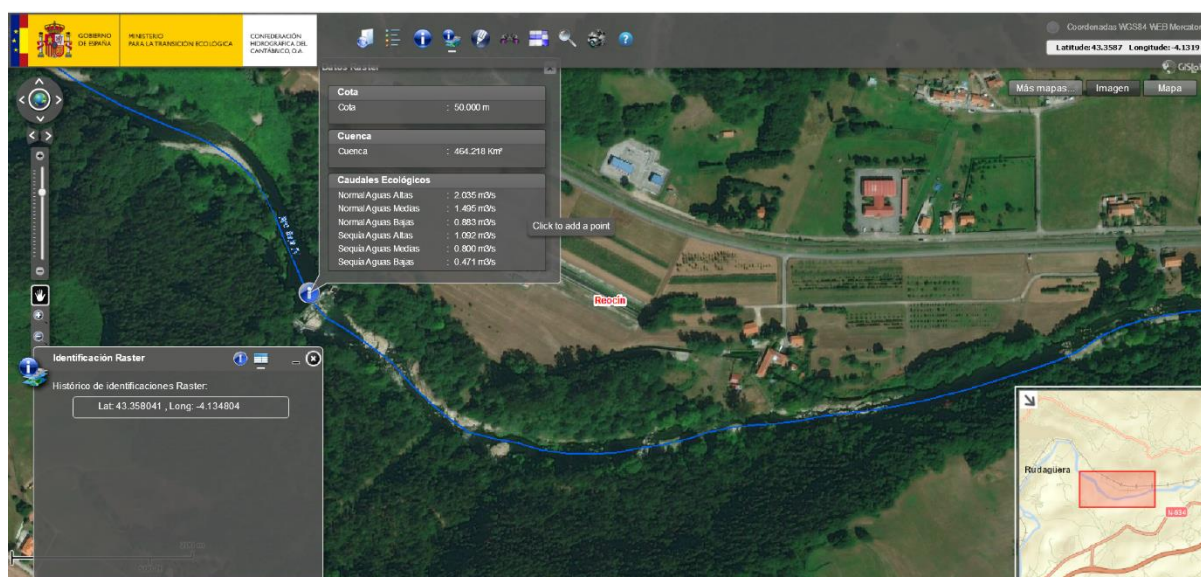 GOBIERNO
DE ESPAÑA
MINISTERIO
PARA LA TRANSICIÓN ECOLÓGICA
CONFEDERACIÓN
HIDROGRÁFICA DEL
CANTÁBRICO, O.A.
Coordenadas WGS84 WEB Mercator
Latitude: 43.3587 Longitude: -4.1319
Más mapas...
Imagen
Mapa
Datos Raster
Cota
Cota : 50.000 m
Cuenca
Cuenca : 464.218 Km²
Caudales Ecológicos
Normal Aguas Altas : 2.035 m3/s
Normal Aguas Medias : 1.495 m3/s
Normal Aguas Bajas : 0.883 m3/s
Sequía Aguas Altas : 1.092 m3/s
Sequía Aguas Medias : 0.800 m3/s
Sequía Aguas Bajas : 0.471 m3/s
Click to add a point
Reocín
Identificación Raster
Histórico de identificaciones Raster:
Lat: 43.358041 , Long: -4.134804
Rudagüera
N-634